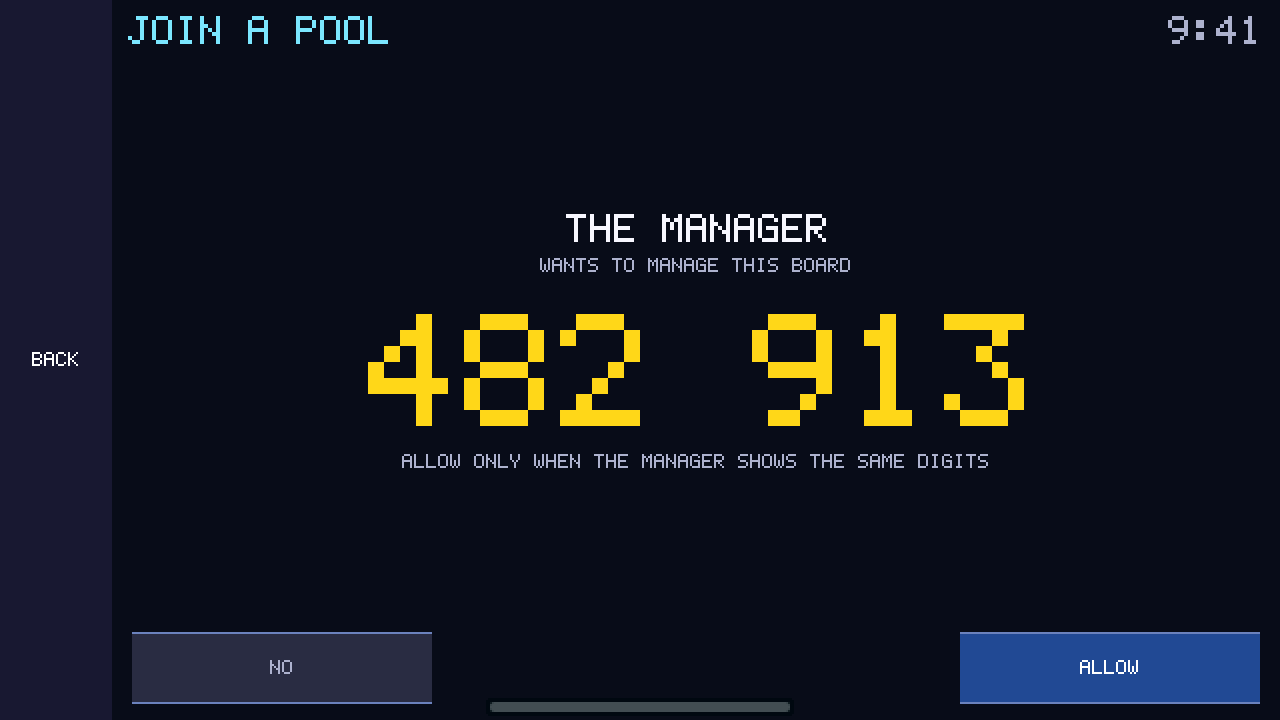 JOIN A POOL
9:41
THE MANAGER
WANTS TO MANAGE THIS BOARD
482 913
BACK
ALLOW ONLY WHEN THE MANAGER SHOWS THE SAME DIGITS
NO
ALLOW